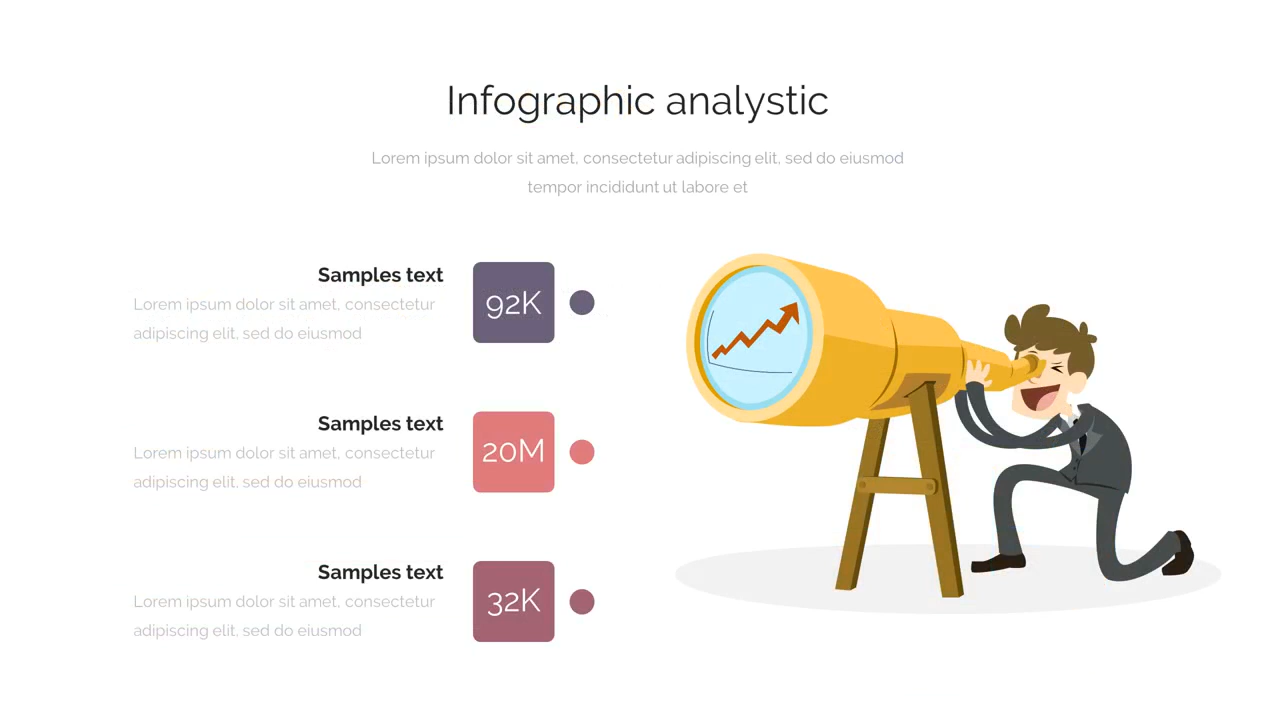 Infographic analystic
Lorem ipsum dolor sit amet, consectetur adipiscing elit, sed do eiusmod
tempor incididunt ut labore et
Samples text
Lorem ipsum dolor sit amet, consectetur
adipiscing elit, sed do eiusmod
92K
Samples text
Lorem ipsum dolor sit amet, consectetur
adipiscing elit, sed do eiusmod
20M
Samples text
Lorem ipsum dolor sit amet, consectetur
adipiscing elit, sed do eiusmod
32K